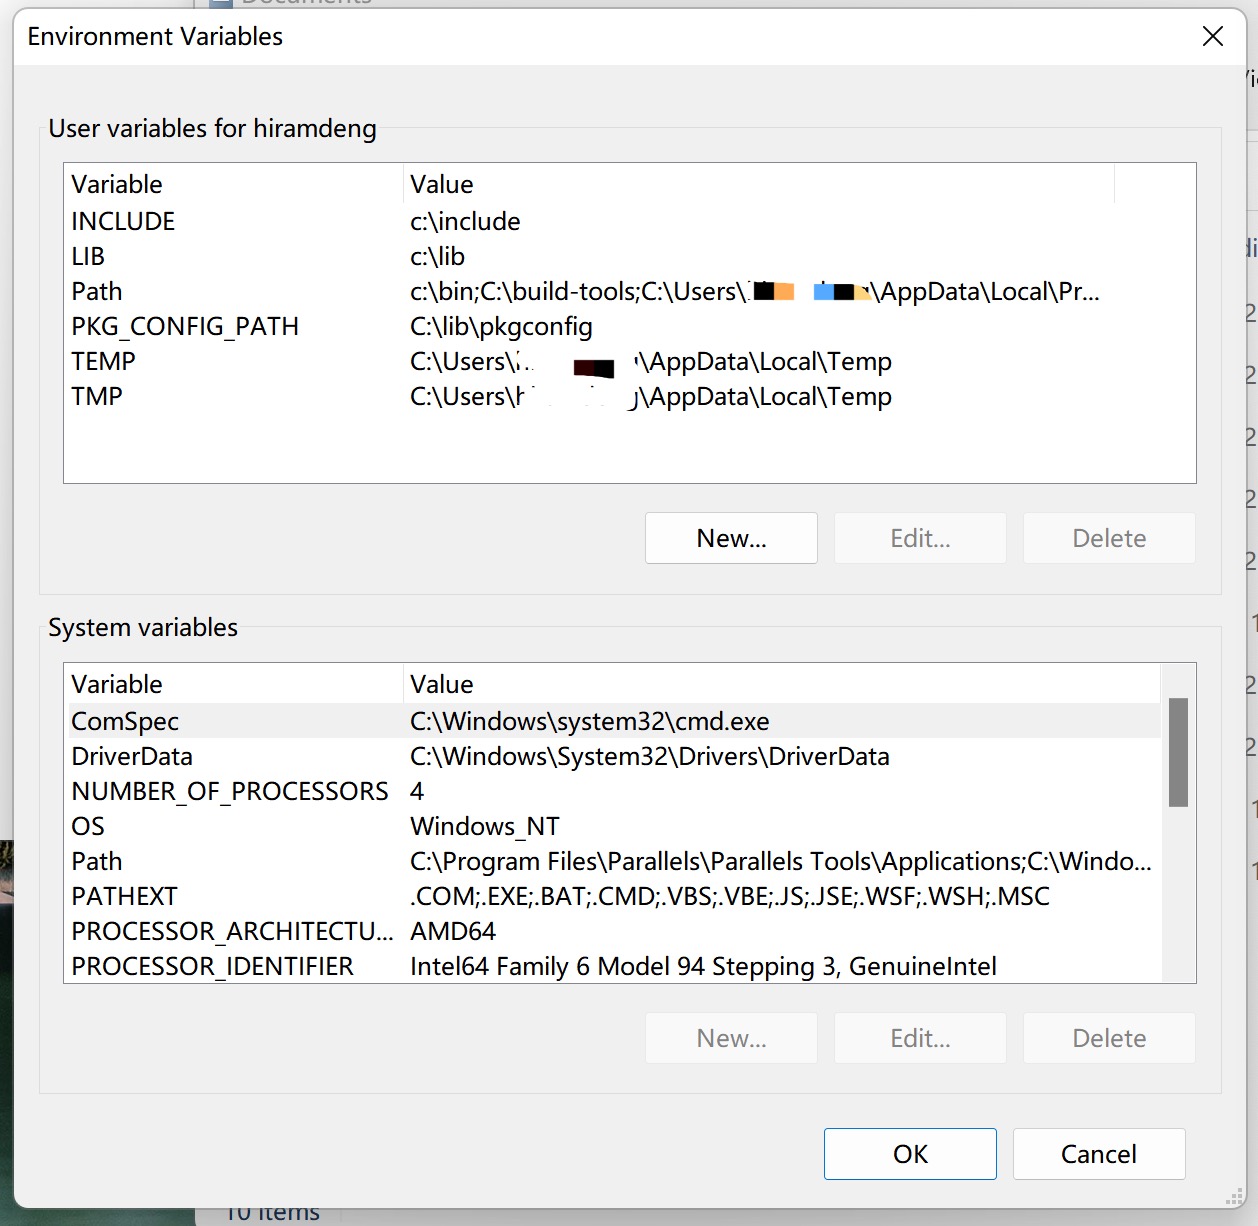 Documents
Environment Variables
User variables for hiramdeng
Variable Value
INCLUDE c:\include
LIB c:\lib
Path c:\bin;C:\build-tools;C:\Users\ \AppData\Local\Pr...
PKG_CONFIG_PATH C:\lib\pkgconfig
TEMP C:\Users\ \AppData\Local\Temp
TMP C:\Users\ \AppData\Local\Temp
New... Edit... Delete
System variables
Variable Value
ComSpec C:\Windows\system32\cmd.exe
DriverData C:\Windows\System32\Drivers\DriverData
NUMBER_OF_PROCESSORS 4
OS Windows_NT
Path C:\Program Files\Parallels\Parallels Tools\Applications;C:\Windo...
PATHEXT .COM;.EXE;.BAT;.CMD;.VBS;.VBE;.JS;.JSE;.WSF;.WSH;.MSC
PROCESSOR_ARCHITECTU... AMD64
PROCESSOR_IDENTIFIER Intel64 Family 6 Model 94 Stepping 3, GenuineIntel
New... Edit... Delete
OK Cancel
10 items